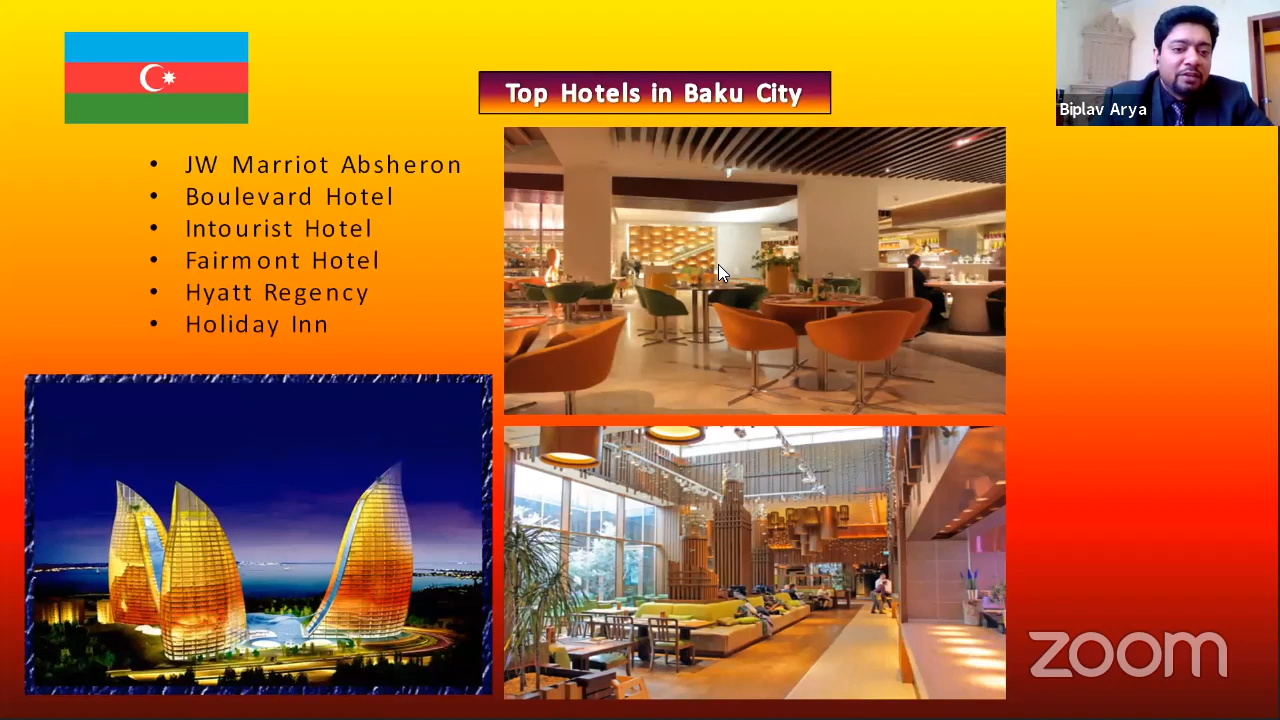 Top Hotels in Baku City
Biplav Arya
• JW Marriot Absheron
• Boulevard Hotel
• Intourist Hotel
• Fairmont Hotel
• Hyatt Regency
• Holiday Inn
zoom